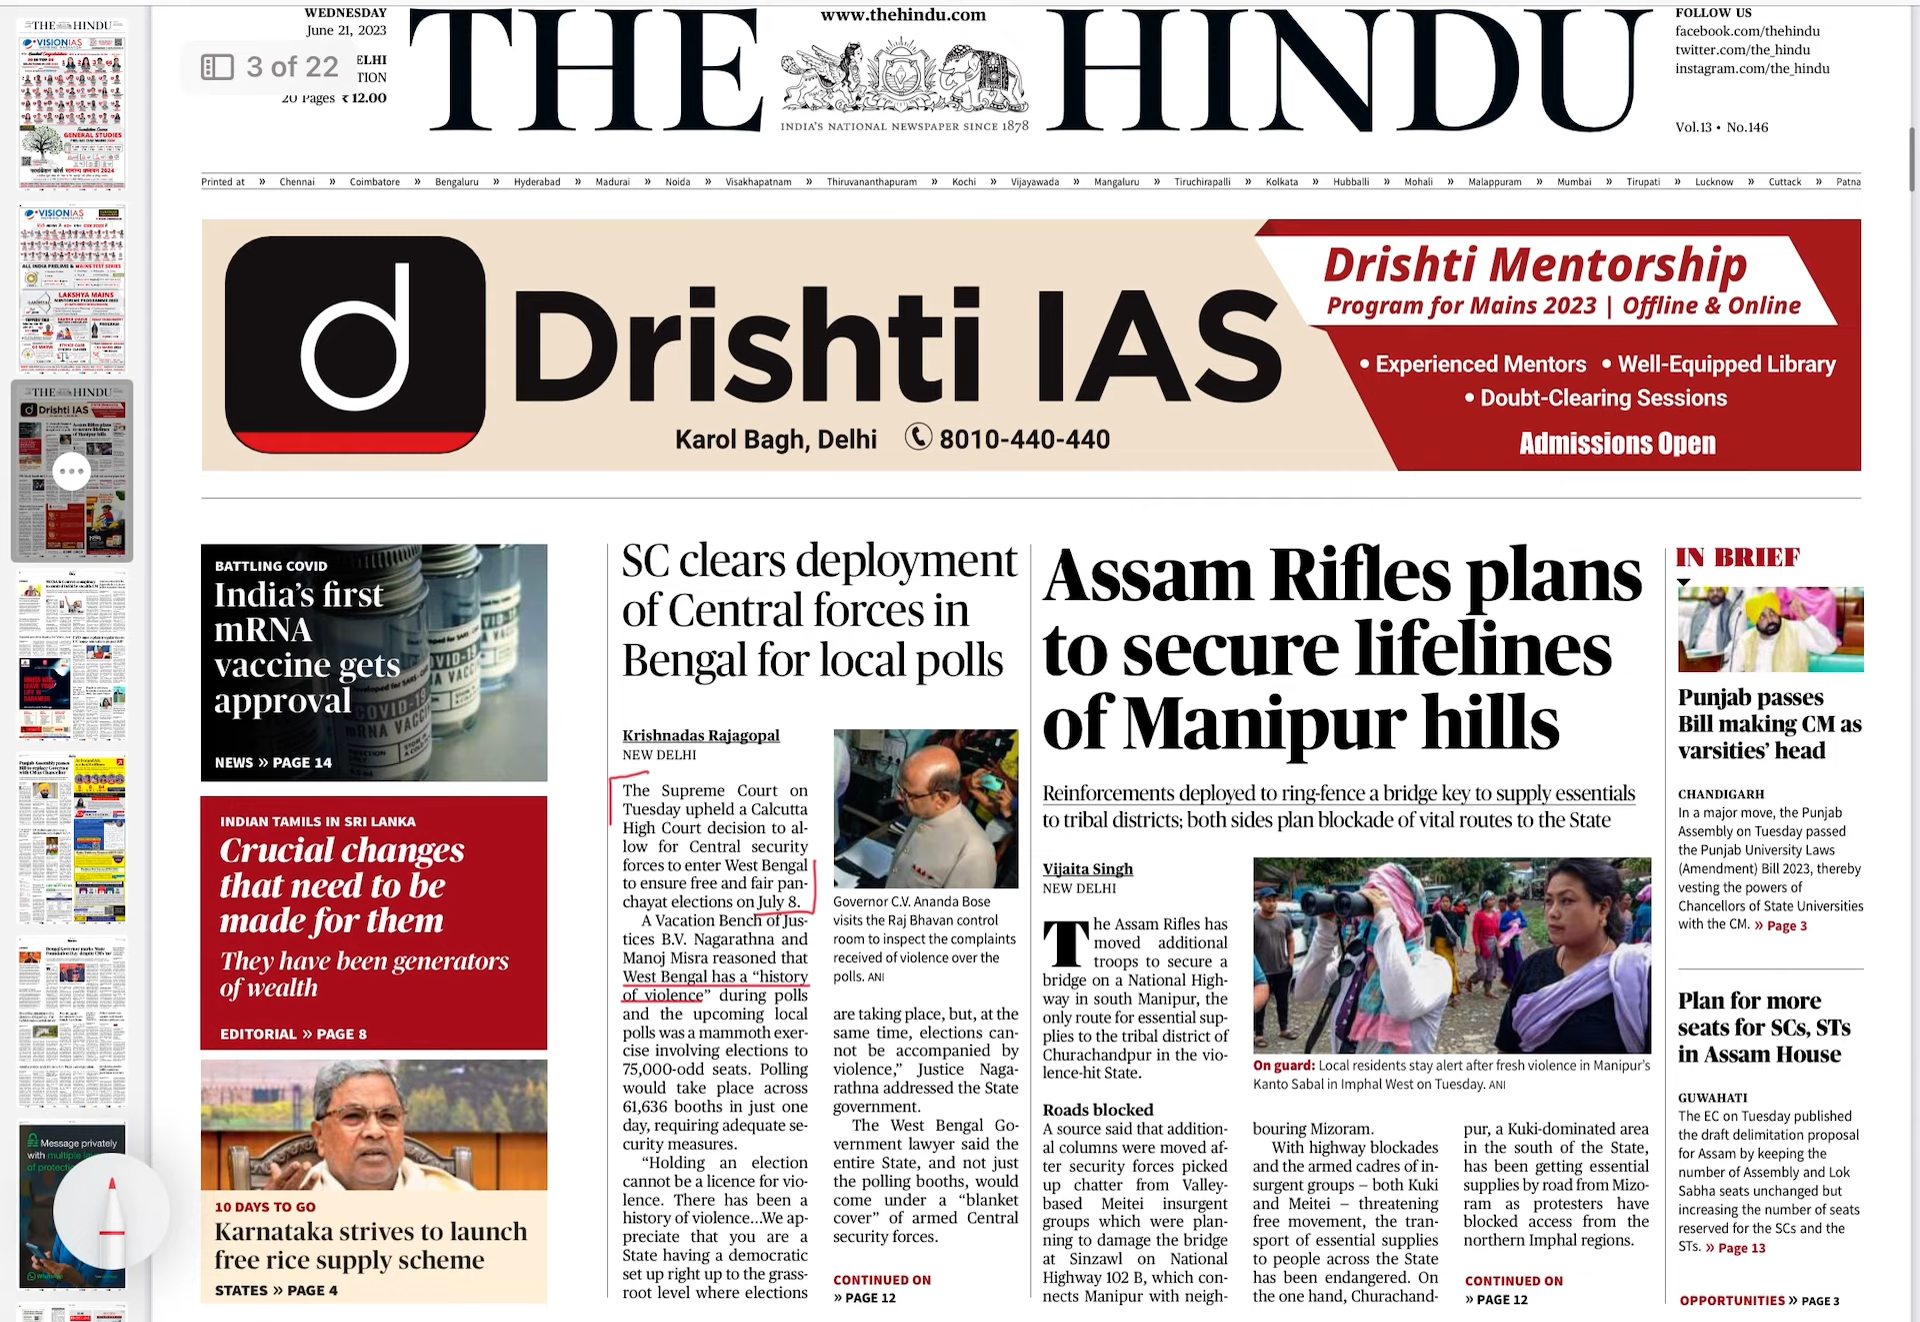 WEDNESDAY
June 21, 2023
3 of 22
ELHI
TION
20 Pages ₹ 12.00
THE HINDU
www.thehindu.com
INDIA'S NATIONAL NEWSPAPER SINCE 1878
FOLLOW US
facebook.com/thehindu
twitter.com/the_hindu
instagram.com/the_hindu
Vol.13 • No.146
Printed at » Chennai » Coimbatore » Bengaluru » Hyderabad » Madurai » Noida » Visakhapatnam » Thiruvananthapuram » Kochi » Vijayawada » Mangaluru » Tiruchirapalli » Kolkata » Hubballi » Mohali » Malappuram » Mumbai » Tirupati » Lucknow » Cuttack » Patna
d
Drishti IAS
Karol Bagh, Delhi 8010-440-440
Drishti Mentorship
Program for Mains 2023 | Offline & Online
• Experienced Mentors • Well-Equipped Library
• Doubt-Clearing Sessions
Admissions Open
BATTLING COVID
India's first
mRNA
vaccine gets
approval
NEWS » PAGE 14
INDIAN TAMILS IN SRI LANKA
Crucial changes
that need to be
made for them
They have been generators
of wealth
EDITORIAL » PAGE 8
10 DAYS TO GO
Karnataka strives to launch
free rice supply scheme
STATES » PAGE 4
SC clears deployment
of Central forces in
Bengal for local polls
Krishnadas Rajagopal
NEW DELHI
The Supreme Court on
Tuesday upheld a Calcutta
High Court decision to al-
low for Central security
forces to enter West Bengal
to ensure free and fair pan-
chayat elections on July 8.
A Vacation Bench of Jus-
tices B.V. Nagarathna and
Manoj Misra reasoned that
West Bengal has a “history
of violence” during polls
and the upcoming local
polls was a mammoth exer-
cise involving elections to
75,000-odd seats. Polling
would take place across
61,636 booths in just one
day, requiring adequate se-
curity measures.
“Holding an election
cannot be a licence for vio-
lence. There has been a
history of violence...We ap-
preciate that you are a
State having a democratic
set up right up to the grass-
root level where elections
Governor C.V. Ananda Bose
visits the Raj Bhavan control
room to inspect the complaints
received of violence over the
polls. ANI
are taking place, but, at the
same time, elections can-
not be accompanied by
violence,” Justice Naga-
rathna addressed the State
government.
The West Bengal Go-
vernment lawyer said the
entire State, and not just
the polling booths, would
come under a “blanket
cover” of armed Central
security forces.
CONTINUED ON
» PAGE 12
Assam Rifles plans
to secure lifelines
of Manipur hills
Reinforcements deployed to ring-fence a bridge key to supply essentials
to tribal districts; both sides plan blockade of vital routes to the State
Vijaita Singh
NEW DELHI
The Assam Rifles has
moved additional
troops to secure a
bridge on a National High-
way in south Manipur, the
only route for essential sup-
plies to the tribal district of
Churachandpur in the vio-
lence-hit State.
Roads blocked
A source said that addition-
al columns were moved af-
ter security forces picked
up chatter from Valley-
based Meitei insurgent
groups which were plan-
ning to damage the bridge
at Sinzawl on National
Highway 102 B, which con-
nects Manipur with neigh-
On guard: Local residents stay alert after fresh violence in Manipur's
Kanto Sabal in Imphal West on Tuesday. ANI
bouring Mizoram.
With highway blockades
and the armed cadres of in-
surgent groups – both Kuki
and Meitei – threatening
free movement, the tran-
sport of essential supplies
to people across the State
has been endangered. On
the one hand, Churachand-
pur, a Kuki-dominated area
in the south of the State,
has been getting essential
supplies by road from Mizo-
ram as protesters have
blocked access from the
northern Imphal regions.
CONTINUED ON
» PAGE 12
IN BRIEF
Punjab passes
Bill making CM as
varsities' head
CHANDIGARH
In a major move, the Punjab
Assembly on Tuesday passed
the Punjab University Laws
(Amendment) Bill 2023, thereby
vesting the powers of
Chancellors of State Universities
with the CM. » Page 3
Plan for more
seats for SCs, STs
in Assam House
GUWAHATI
The EC on Tuesday published
the draft delimitation proposal
for Assam by keeping the
number of Assembly and Lok
Sabha seats unchanged but
increasing the number of seats
reserved for the SCs and the
STs. » Page 13
OPPORTUNITIES » PAGE 3
THE HINDU
VISIONIAS
GENERAL STUDIES
VISIONIAS
LAKSHYA MAINS
THE HINDU
Drishti IAS
Message privately